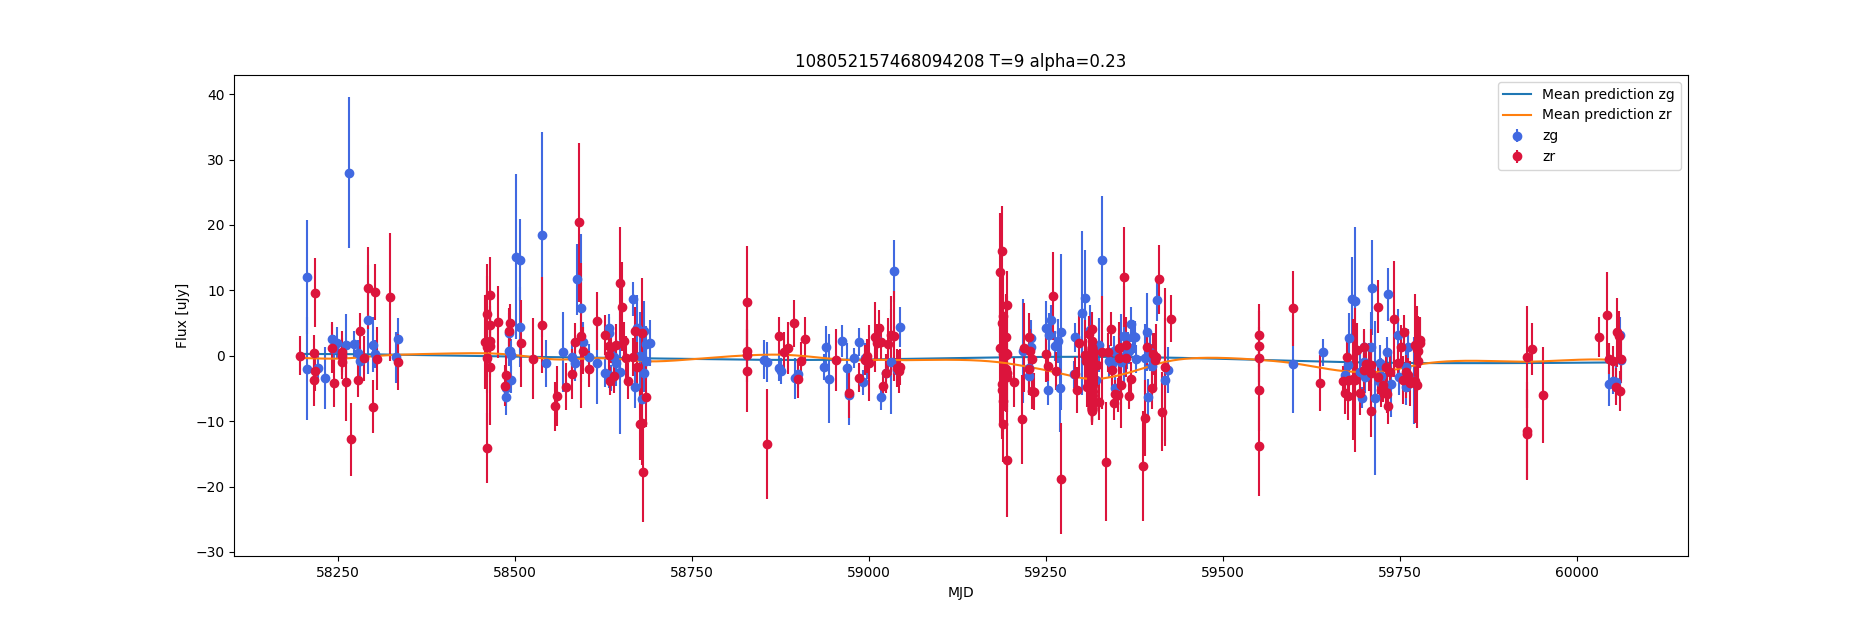 108052157468094208 T=9 alpha=0.23
Mean prediction zg
Mean prediction zr
zg
zr
Flux [uJy]
40
30
20
10
0
−10
−20
−30
58250 58500 58750 59000 59250 59500 59750 60000
MJD